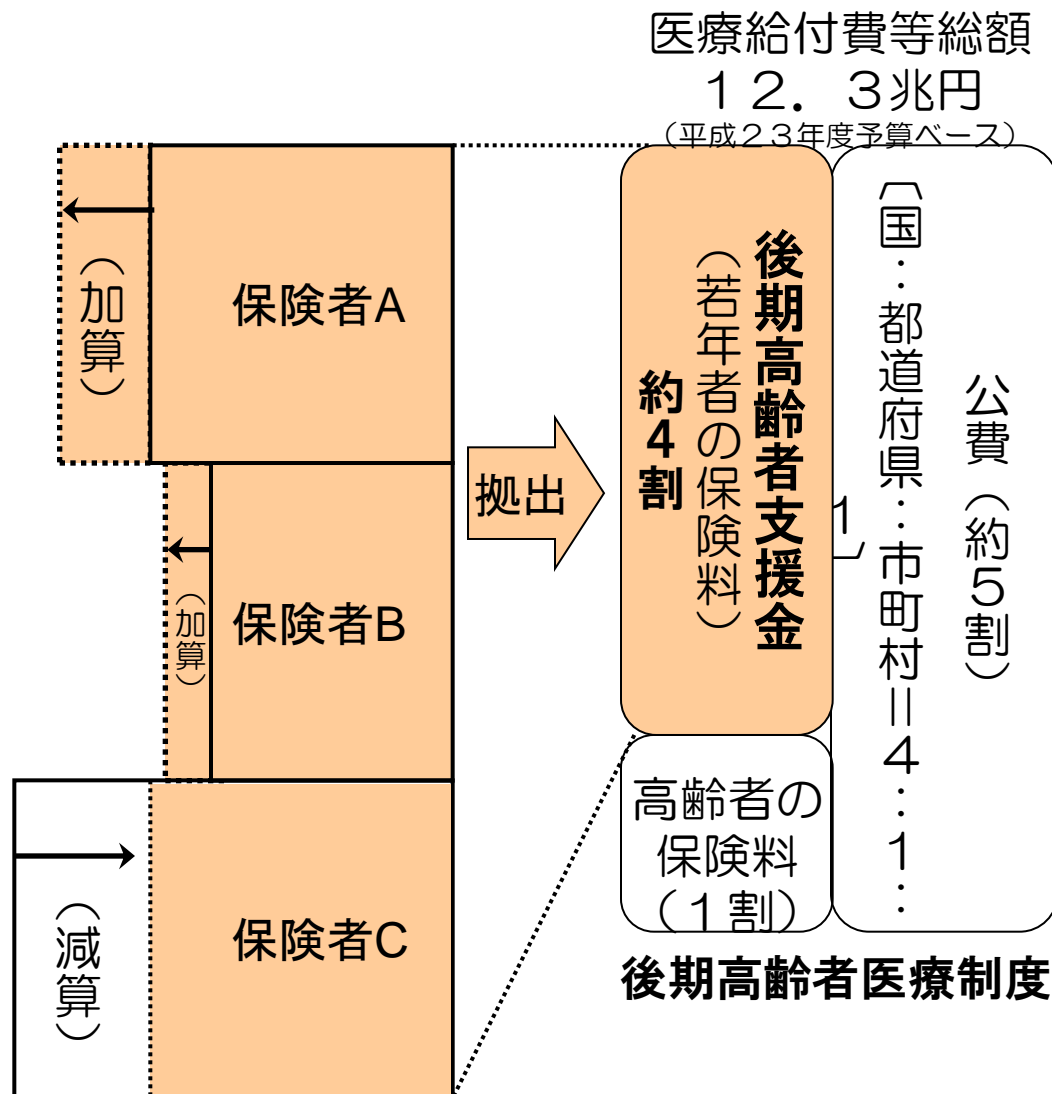 医療給付費等総額
12.3兆円
(平成23年度予算ベース)
(加算)
保険者A
(加算)
保険者B
(減算)
保険者C
拠出
後期高齢者支援金
(若年者の保険料)
約4割
高齢者の
保険料
(1割)
公費(約5割)
〔国:都道府県:市町村=4:1:
1〕
後期高齢者医療制度